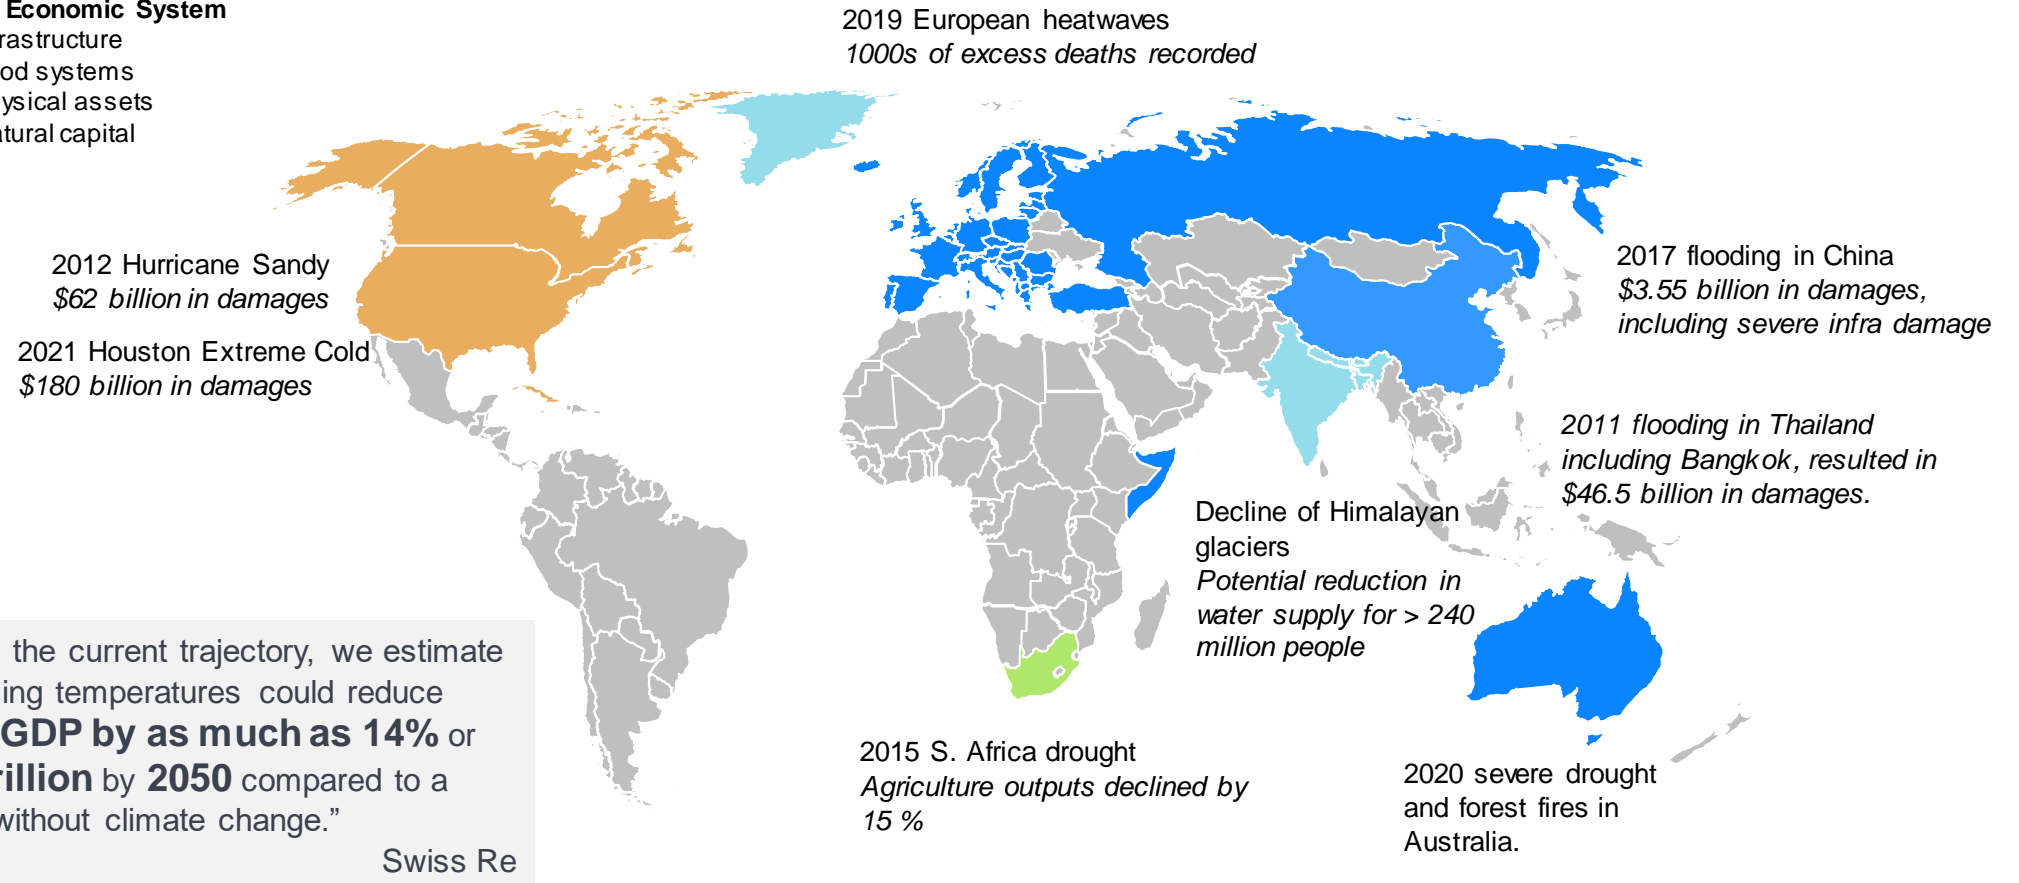 Economic System
rastructure
od systems
ysical assets
atural capital
2019 European heatwaves
1000s of excess deaths recorded
2012 Hurricane Sandy
$62 billion in damages
2021 Houston Extreme Cold
$180 billion in damages
2017 flooding in China
$3.55 billion in damages,
including severe infra damage
2011 flooding in Thailand
including Bangkok, resulted in
$46.5 billion in damages.
Decline of Himalayan
glaciers
Potential reduction in
water supply for > 240
million people
the current trajectory, we estimate
sing temperatures could reduce
GDP by as much as 14% or
rillion by 2050 compared to a
without climate change.”
Swiss Re
2015 S. Africa drought
Agriculture outputs declined by
15 %
2020 severe drought
and forest fires in
Australia.